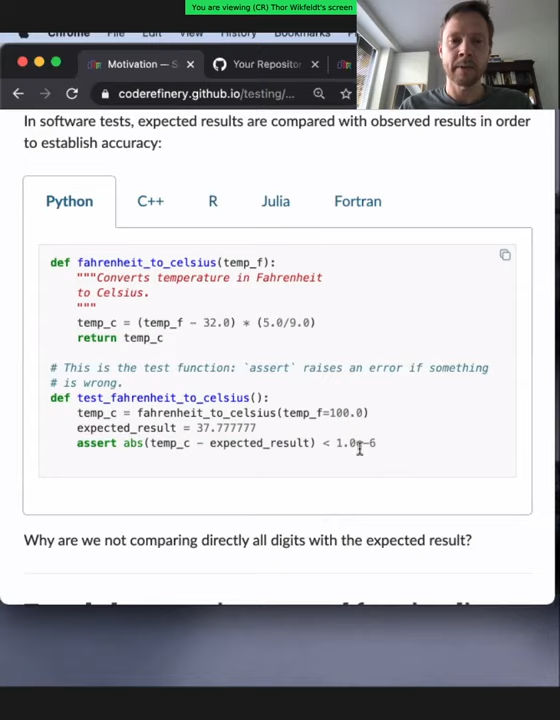 You are viewing (CR) Thor Wikfeldt's screen
Chrome File Edit View History Bookmarks
Motivation — S
Your Repositor
coderefinery.github.io/testing/...
In software tests, expected results are compared with observed results in order
to establish accuracy:
Python C++ R Julia Fortran
def fahrenheit_to_celsius(temp_f):
"""Converts temperature in Fahrenheit
to Celsius.
"""
temp_c = (temp_f - 32.0) * (5.0/9.0)
return temp_c
# This is the test function: `assert` raises an error if something
# is wrong.
def test_fahrenheit_to_celsius():
temp_c = fahrenheit_to_celsius(temp_f=100.0)
expected_result = 37.777777
assert abs(temp_c - expected_result) < 1.0e-6
Why are we not comparing directly all digits with the expected result?